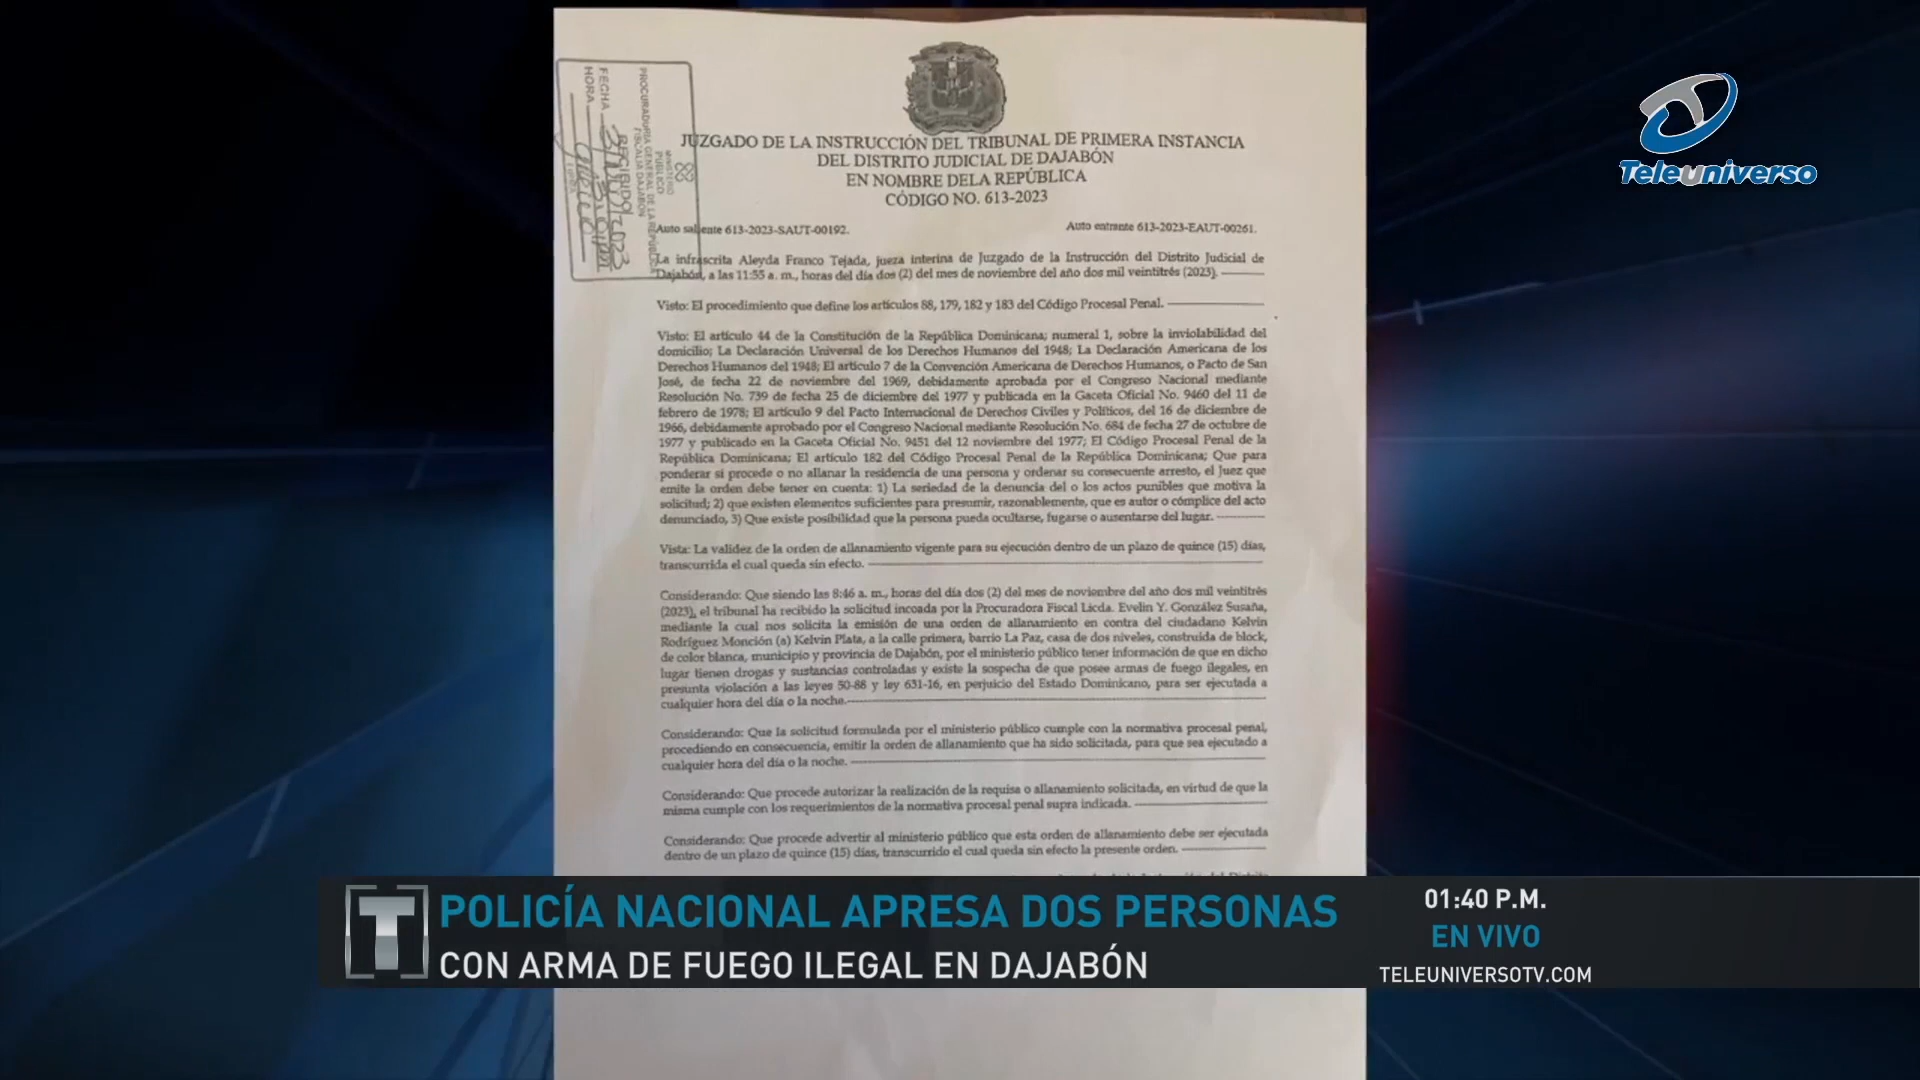 Teleuniverso
PROCURADURIA GENERAL DE LA REPÚBLICA
FISCALIA DAJABÓN
MINISTERIO
PUBLICO
RECIBIDO
FECHA
HORA
JUZGADO DE LA INSTRUCCIÓN DEL TRIBUNAL DE PRIMERA INSTANCIA
DEL DISTRITO JUDICIAL DE DAJABÓN
EN NOMBRE DELA REPÚBLICA
CÓDIGO NO. 613-2023
Auto saliente 613-2023-SAUT-00192.
Auto entrante 613-2023-EAUT-00261.
La infrascrita Aleyda Franco Tejada, jueza interina de Juzgado de la Instrucción del Distrito Judicial de
Dajabón, a las 11:55 a. m., horas del día dos (2) del mes de noviembre del año dos mil veintitrés (2023).
Visto: El procedimiento que define los artículos 88, 179, 182 y 183 del Código Procesal Penal.
Visto: El artículo 44 de la Constitución de la República Dominicana; numeral 1, sobre la inviolabilidad del
domicilio; La Declaración Universal de los Derechos Humanos del 1948; La Declaración Americana de los
Derechos Humanos del 1948; El artículo 7 de la Convención Americana de Derechos Humanos, o Pacto de San
José, de fecha 22 de noviembre del 1969, debidamente aprobada por el Congreso Nacional mediante
Resolución No. 739 de fecha 25 de diciembre del 1977 y publicada en la Gaceta Oficial No. 9460 del 11 de
febrero de 1978; El artículo 9 del Pacto Internacional de Derechos Civiles y Políticos, del 16 de diciembre de
1966, debidamente aprobado por el Congreso Nacional mediante Resolución No. 684 de fecha 27 de octubre de
1977 y publicado en la Gaceta Oficial No. 9451 del 12 noviembre del 1977; El Código Procesal Penal de la
República Dominicana; El artículo 182 del Código Procesal Penal de la República Dominicana; Que para
ponderar si procede o no allanar la residencia de una persona y ordenar su consecuente arresto, el Juez que
emite la orden debe tener en cuenta: 1) La seriedad de la denuncia del o los actos punibles que motiva la
solicitud; 2) que existen elementos suficientes para presumir, razonablemente, que es autor o cómplice del acto
denunciado, 3) Que existe posibilidad que la persona pueda ocultarse, fugarse o ausentarse del lugar.
Vista: La validez de la orden de allanamiento vigente para su ejecución dentro de un plazo de quince (15) días,
transcurrida el cual queda sin efecto.
Considerando: Que siendo las 8:46 a. m., horas del día dos (2) del mes de noviembre del año dos mil veintitrés
(2023), el tribunal ha recibido la solicitud incoada por la Procuradora Fiscal Licda. Evelin Y. González Susaña,
mediante la cual nos solicita la emisión de una orden de allanamiento en contra del ciudadano Kelvin
Rodríguez Monción (a) Kelvin Plata, a la calle primera, barrio La Paz, casa de dos niveles, construida de block,
de color blanca, municipio y provincia de Dajabón, por el ministerio público tener información de que en dicho
lugar tienen drogas y sustancias controladas y existe la sospecha de que posee armas de fuego ilegales, en
presunta violación a las leyes 50-88 y ley 631-16, en perjuicio del Estado Dominicano, para ser ejecutada a
cualquier hora del día o la noche.
Considerando: Que la solicitud formulada por el ministerio público cumple con la normativa procesal penal,
procediendo en consecuencia, emitir la orden de allanamiento que ha sido solicitada, para que sea ejecutado a
cualquier hora del día o la noche.
Considerando: Que procede autorizar la realización de la requisa o allanamiento solicitada, en virtud de que la
misma cumple con los requerimientos de la normativa procesal penal supra indicada.
Considerando: Que procede advertir al ministerio público que esta orden de allanamiento debe ser ejecutada
dentro de un plazo de quince (15) días, transcurrido el cual queda sin efecto la presente orden.
T
POLICÍA NACIONAL APRESA DOS PERSONAS
CON ARMA DE FUEGO ILEGAL EN DAJABÓN
01:40 P.M.
EN VIVO
TELEUNIVERSOTV.COM